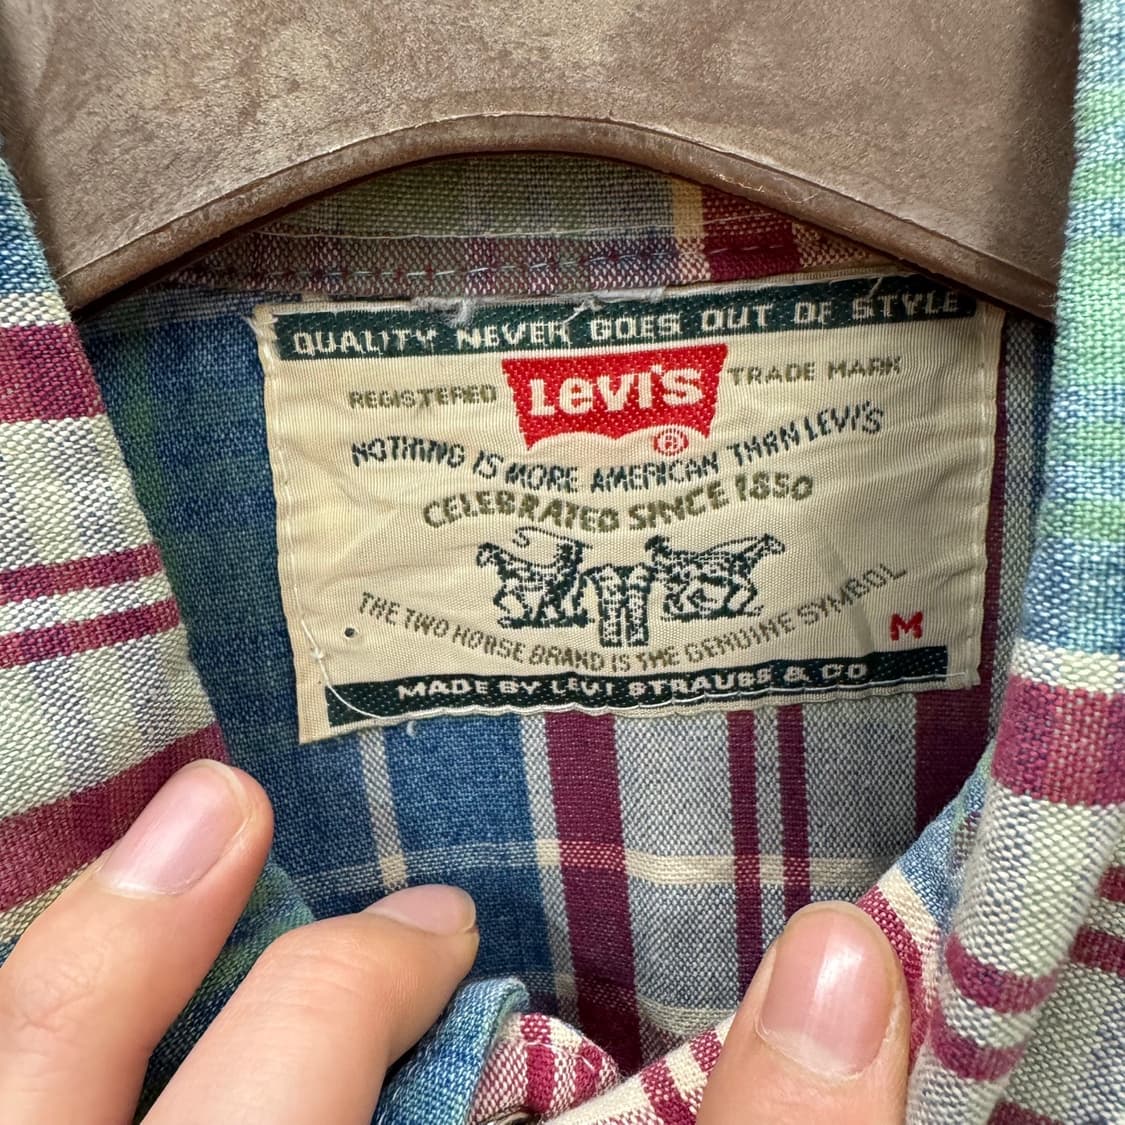 QUALITY NEVER GOES OUT OF STYLE
REGISTERED LEVI'S TRADE MARK
®
NOTHING IS MORE AMERICAN THAN LEVI'S
CELEBRATED SINCE 1850
THE TWO HORSE BRAND IS THE GENUINE SYMBOL
M
MADE BY LEVI STRAUSS & CO